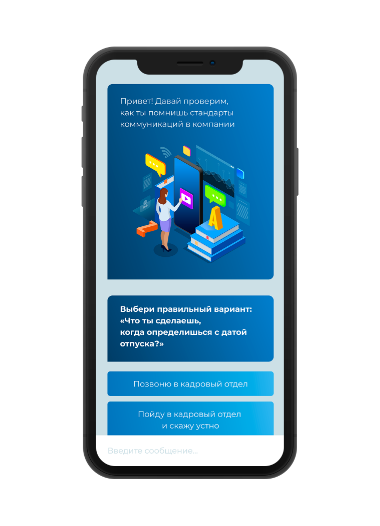 Привет! Давай проверим,
как ты помнишь стандарты
коммуникаций в компании
Выбери правильный вариант:
«Что ты сделаешь,
когда определишься с датой
отпуска?»
Позвоню в кадровый отдел
Пойду в кадровый отдел
и скажу устно
Введите сообщение...